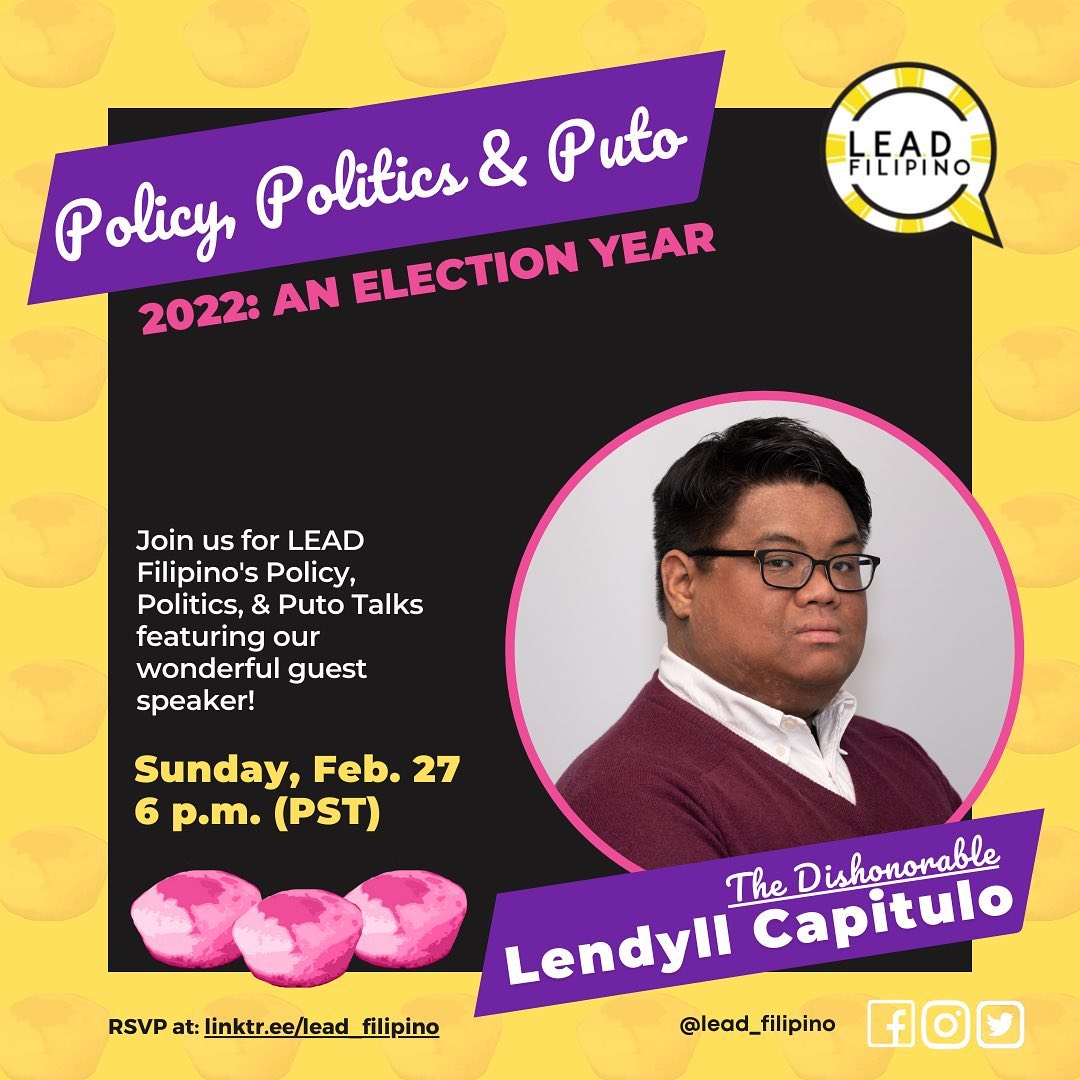 Policy, Politics & Puto
2022: AN ELECTION YEAR
LEAD
FILIPINO
Join us for LEAD
Filipino's Policy,
Politics, & Puto Talks
featuring our
wonderful guest
speaker!
Sunday, Feb. 27
6 p.m. (PST)
The Dishonorable
Lendyll Capitulo
RSVP at: linktr.ee/lead_filipino
@lead_filipino